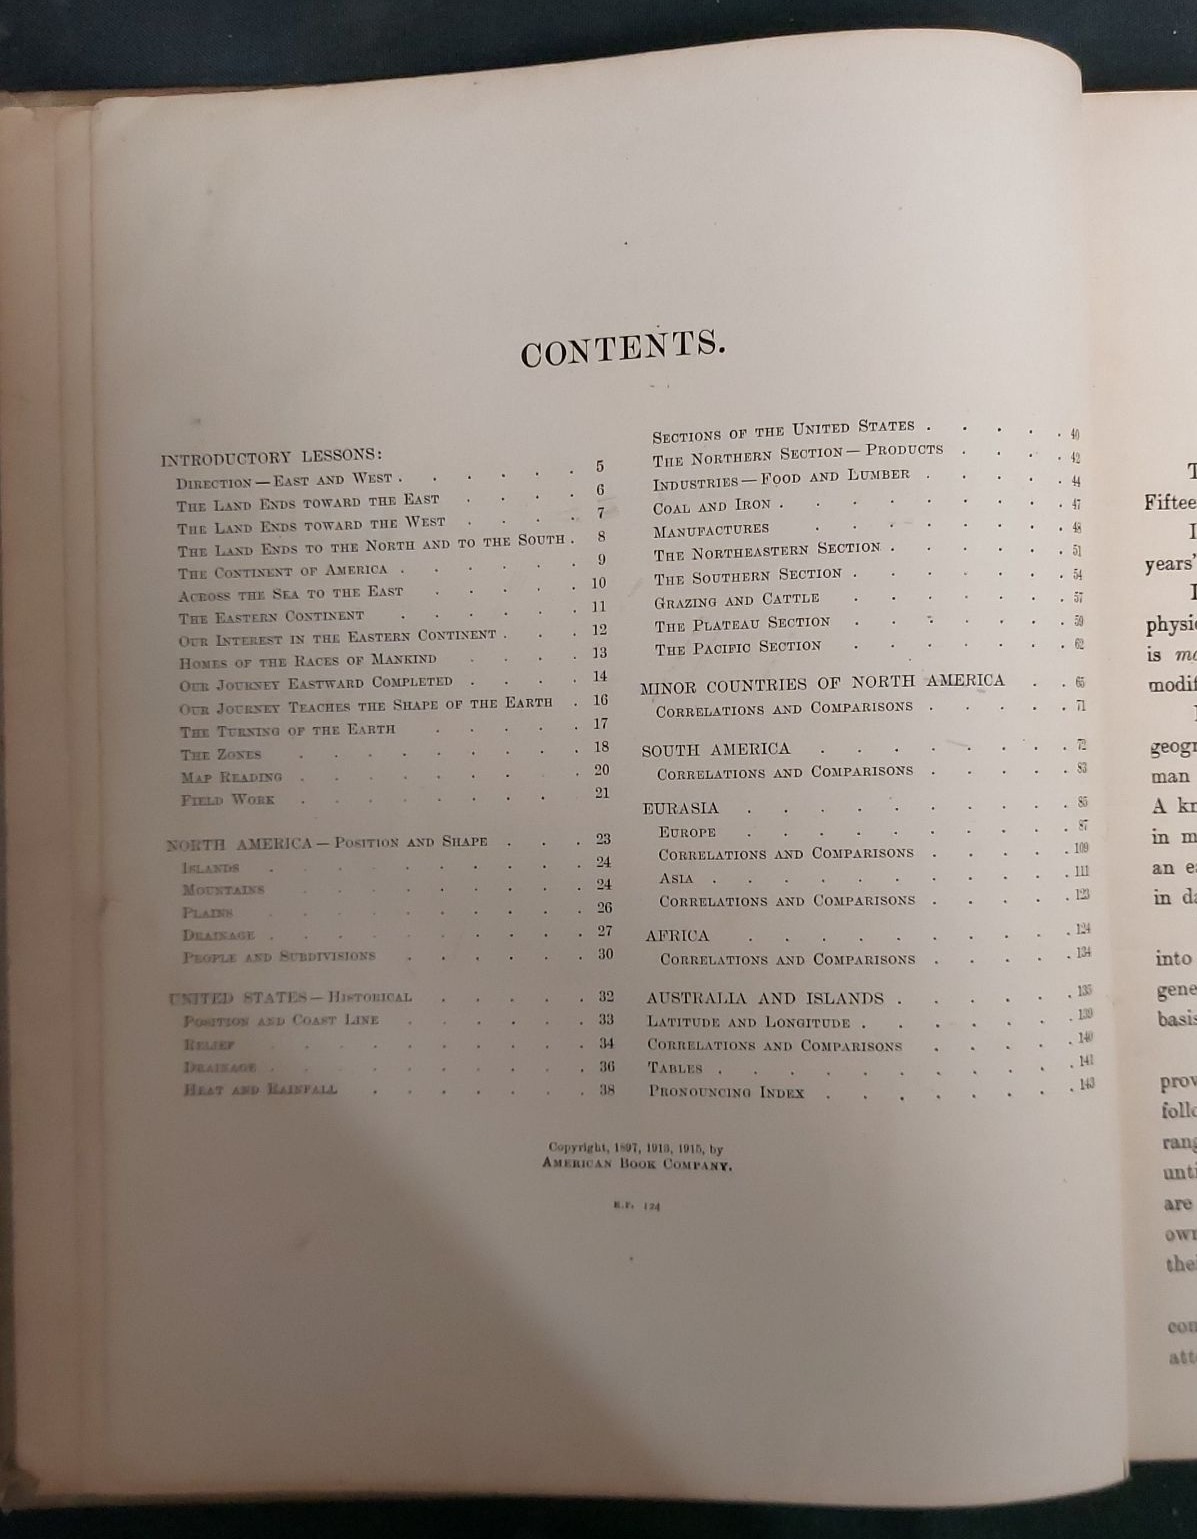 CONTENTS.
INTRODUCTORY LESSONS:
DIRECTION — EAST AND WEST . . . . . 5
THE LAND ENDS TOWARD THE EAST . . . . 6
THE LAND ENDS TOWARD THE WEST . . . . 7
THE LAND ENDS TO THE NORTH AND TO THE SOUTH . 8
THE CONTINENT OF AMERICA . . . . . . 9
ACROSS THE SEA TO THE EAST . . . . . 10
THE EASTERN CONTINENT . . . . . . 11
OUR INTEREST IN THE EASTERN CONTINENT . . . 12
HOMES OF THE RACES OF MANKIND . . . . 13
OUR JOURNEY EASTWARD COMPLETED . . . . 14
OUR JOURNEY TEACHES THE SHAPE OF THE EARTH . 16
THE TURNING OF THE EARTH . . . . . 17
THE ZONES . . . . . . . . 18
MAP READING . . . . . . . . 20
FIELD WORK . . . . . . . . 21
NORTH AMERICA — POSITION AND SHAPE . . . 23
ISLANDS . . . . . . . . . 24
MOUNTAINS . . . . . . . . 24
PLAINS . . . . . . . . . 26
DRAINAGE . . . . . . . . . 27
PEOPLE AND SUBDIVISIONS . . . . . . 30
UNITED STATES — HISTORICAL . . . . . 32
POSITION AND COAST LINE . . . . . . 33
RELIEF . . . . . . . . . 34
DRAINAGE . . . . . . . . . 36
HEAT AND RAINFALL . . . . . . . 38
SECTIONS OF THE UNITED STATES . . . . . 40
THE NORTHERN SECTION — PRODUCTS . . . . 42
INDUSTRIES — FOOD AND LUMBER . . . . . 44
COAL AND IRON . . . . . . . . . 47
MANUFACTURES . . . . . . . . 48
THE NORTHEASTERN SECTION . . . . . . 51
THE SOUTHERN SECTION . . . . . . . 54
GRAZING AND CATTLE . . . . . . . 57
THE PLATEAU SECTION . . . . . . . 59
THE PACIFIC SECTION . . . . . . . 62
MINOR COUNTRIES OF NORTH AMERICA . . 65
CORRELATIONS AND COMPARISONS . . . . . 71
SOUTH AMERICA . . . . . . . . 72
CORRELATIONS AND COMPARISONS . . . . . 83
EURASIA . . . . . . . . . . 85
EUROPE . . . . . . . . . . 87
CORRELATIONS AND COMPARISONS . . . . . 109
ASIA . . . . . . . . . . . 111
CORRELATIONS AND COMPARISONS . . . . . 123
AFRICA . . . . . . . . . . 124
CORRELATIONS AND COMPARISONS . . . . . 134
AUSTRALIA AND ISLANDS . . . . . . 135
LATITUDE AND LONGITUDE . . . . . . . 139
CORRELATIONS AND COMPARISONS . . . . . 140
TABLES . . . . . . . . . . . 141
PRONOUNCING INDEX . . . . . . . . 143
Copyright, 1897, 1910, 1915, by
AMERICAN BOOK COMPANY.
E.P. 124
T
Fiftee
I
years'
I
physic
is mo
modif
geogr
man
A kr
in m
an ea
in da
into
gene
basis
prov
follo
rang
unti
are
own
thei
con
atte